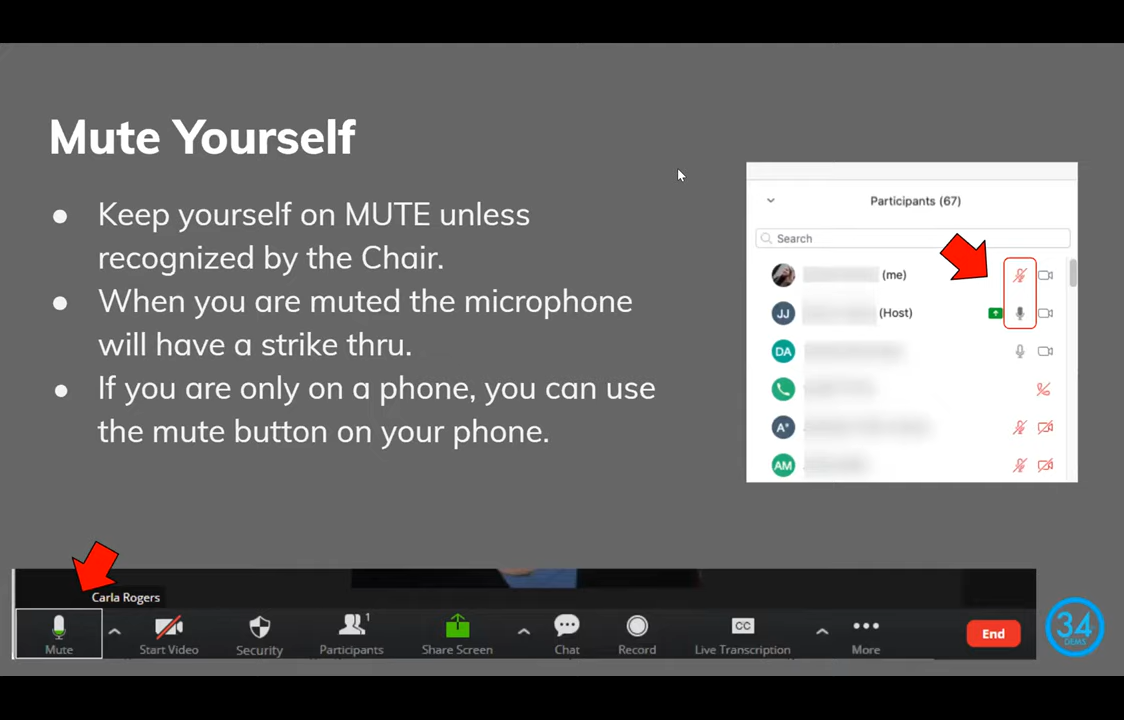 Mute Yourself
● Keep yourself on MUTE unless
recognized by the Chair.
● When you are muted the microphone
will have a strike thru.
● If you are only on a phone, you can use
the mute button on your phone.
Participants (67)
Search
(me)
JJ (Host)
DA
A*
AM
Carla Rogers
Mute
Start Video
Security
1
Participants
Share Screen
Chat
Record
CC
Live Transcription
More
End
34
DEMS